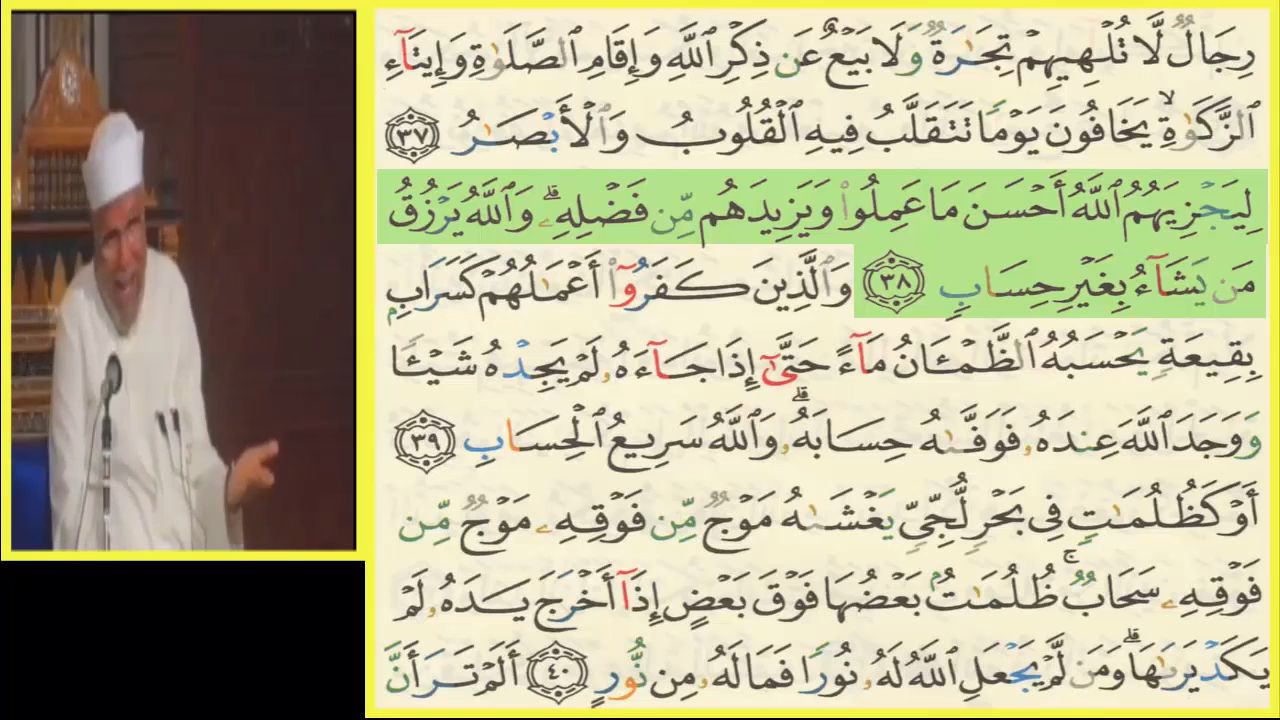 رِجَالٌ لَّا تُلْهِيهِمْ تِجَٰرَةٌ وَلَا بَيْعٌ عَن ذِكْرِ ٱللَّهِ وَإِقَامِ ٱلصَّلَوٰةِ وَإِيتَآءِ
ٱلزَّكَوٰةِ ۙ يَخَافُونَ يَوْمًا تَتَقَلَّبُ فِيهِ ٱلْقُلُوبُ وَٱلْأَبْصَٰرُ ٣٧
لِيَجْزِيَهُمُ ٱللَّهُ أَحْسَنَ مَا عَمِلُوا۟ وَيَزِيدَهُم مِّن فَضْلِهِۦ ۗ وَٱللَّهُ يَرْزُقُ
مَن يَشَآءُ بِغَيْرِ حِسَابٍ ٣٨ وَٱلَّذِينَ كَفَرُوٓا۟ أَعْمَٰلُهُمْ كَسَرَابٍۭ
بِقِيعَةٍ يَحْسَبُهُ ٱلظَّمْـَٔانُ مَآءً حَتَّىٰٓ إِذَا جَآءَهُۥ لَمْ يَجِدْهُ شَيْـًٔا
وَوَجَدَ ٱللَّهَ عِندَهُۥ فَوَفَّىٰهُ حِسَابَهُۥ ۗ وَٱللَّهُ سَرِيعُ ٱلْحِسَابِ ٣٩
أَوْ كَظُلُمَٰتٍ فِى بَحْرٍ لُّجِّىٍّ يَغْشَىٰهُ مَوْجٌ مِّن فَوْقِهِۦ مَوْجٌ مِّن
فَوْقِهِۦ سَحَابٌ ۚ ظُلُمَٰتٌۢ بَعْضُهَا فَوْقَ بَعْضٍ إِذَآ أَخْرَجَ يَدَهُۥ لَمْ
يَكَدْ يَرَىٰهَا ۗ وَمَن لَّمْ يَجْعَلِ ٱللَّهُ لَهُۥ نُورًا فَمَا لَهُۥ مِن نُّورٍ ٤٠ أَلَمْ تَرَ أَنَّ